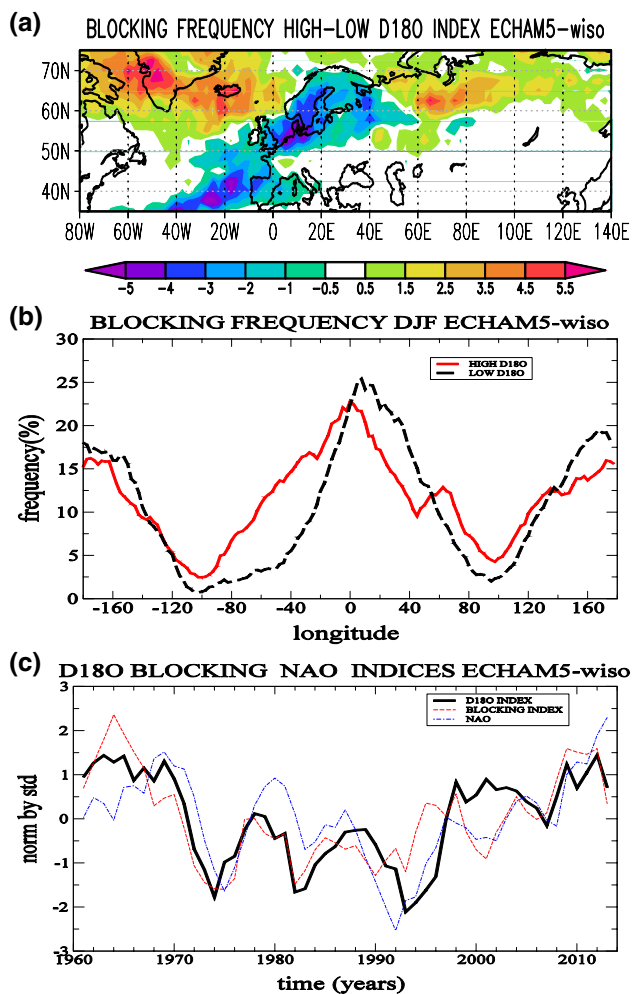 (a)
BLOCKING FREQUENCY HIGH-LOW D18O INDEX ECHAM5-wiso
70N
60N
50N
40N
80W 60W 40W 20W 0 20E 40E 60E 80E 100E 120E 140E
-5 -4 -3 -2 -1 -0.5 0.5 1.5 2.5 3.5 4.5 5.5
(b)
BLOCKING FREQUENCY DJF ECHAM5-wiso
30
25
20
15
10
5
0
frequency(%)
HIGH D18O
LOW D18O
-160 -120 -80 -40 0 40 80 120 160
longitude
(c)
D18O BLOCKING NAO INDICES ECHAM5-wiso
3
2
1
0
-1
-2
-3
norm by std
D18O INDEX
BLOCKING INDEX
NAO
1960 1970 1980 1990 2000 2010
time (years)